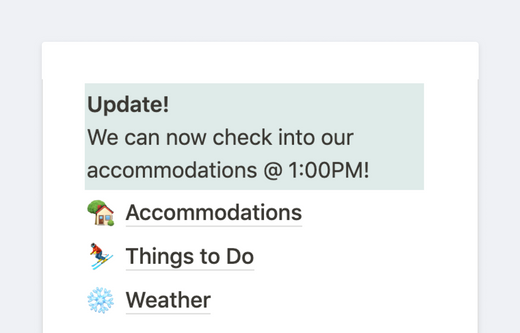 Update!
We can now check into our
accommodations @ 1:00PM!
Accommodations
Things to Do
Weather